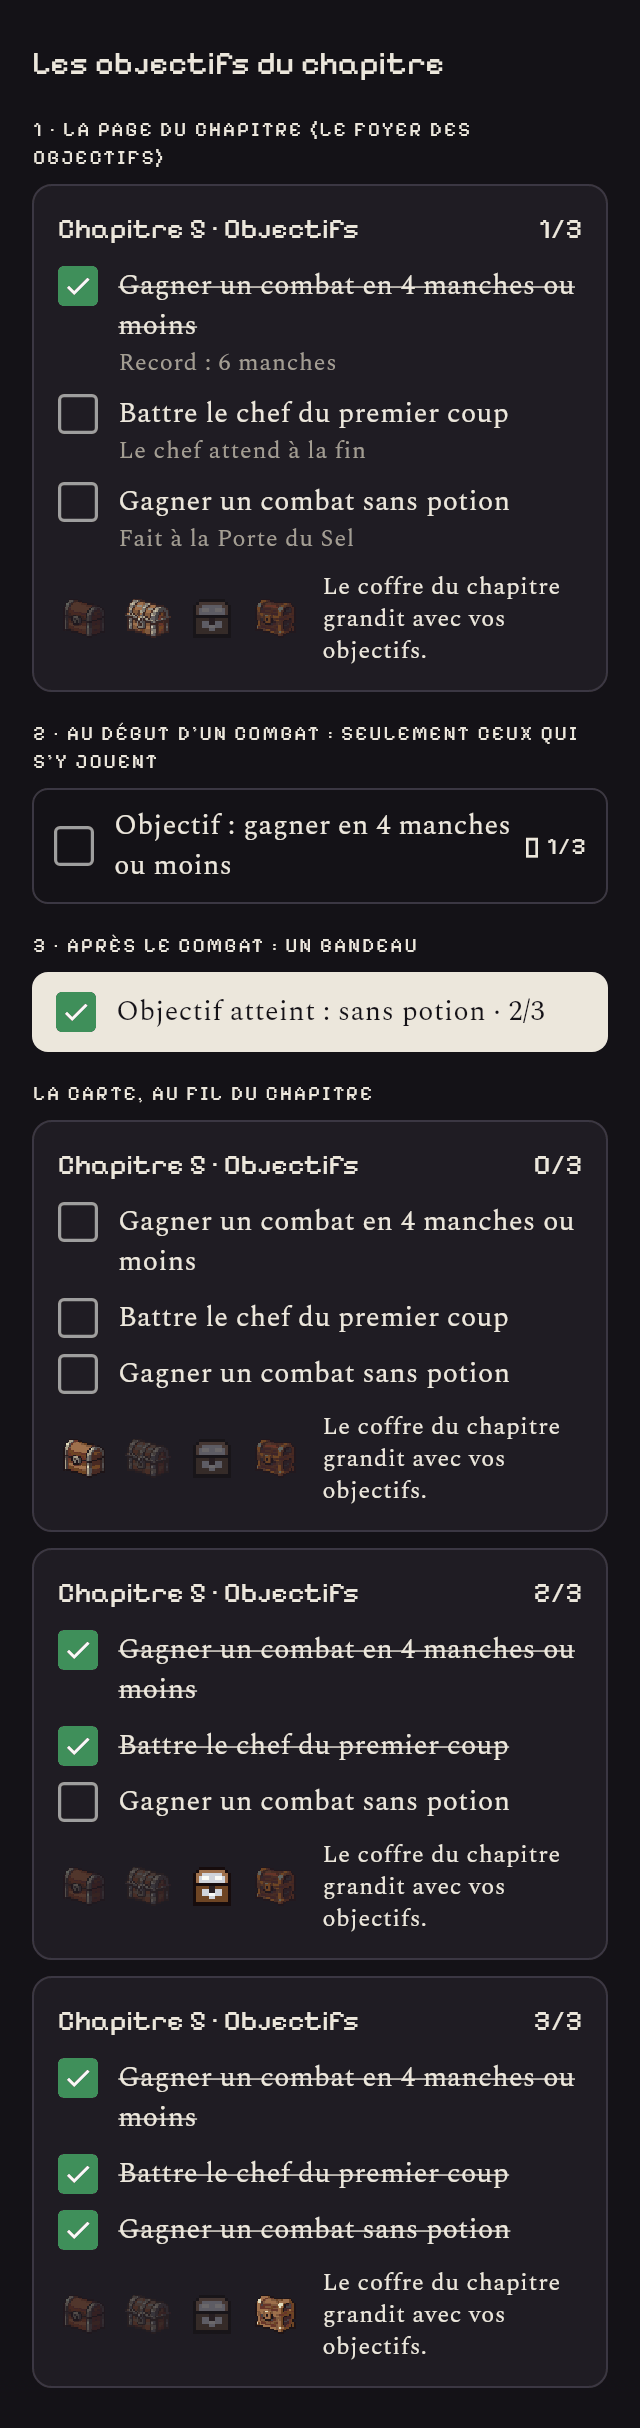 Les objectifs du chapitre
1 · LA PAGE DU CHAPITRE (LE FOYER DES
OBJECTIFS)
Chapitre S · Objectifs 1/3
Gagner un combat en 4 manches ou
moins
Record : 6 manches
Battre le chef du premier coup
Le chef attend à la fin
Gagner un combat sans potion
Fait à la Porte du Sel
Le coffre du chapitre
grandit avec vos
objectifs.
2 · AU DÉBUT D'UN COMBAT : SEULEMENT CEUX QUI
S'Y JOUENT
Objectif : gagner en 4 manches
ou moins
▯ 1/3
3 · APRÈS LE COMBAT : UN BANDEAU
Objectif atteint : sans potion · 2/3
LA CARTE, AU FIL DU CHAPITRE
Chapitre S · Objectifs 0/3
Gagner un combat en 4 manches ou
moins
Battre le chef du premier coup
Gagner un combat sans potion
Le coffre du chapitre
grandit avec vos
objectifs.
Chapitre S · Objectifs 2/3
Gagner un combat en 4 manches ou
moins
Battre le chef du premier coup
Gagner un combat sans potion
Le coffre du chapitre
grandit avec vos
objectifs.
Chapitre S · Objectifs 3/3
Gagner un combat en 4 manches ou
moins
Battre le chef du premier coup
Gagner un combat sans potion
Le coffre du chapitre
grandit avec vos
objectifs.